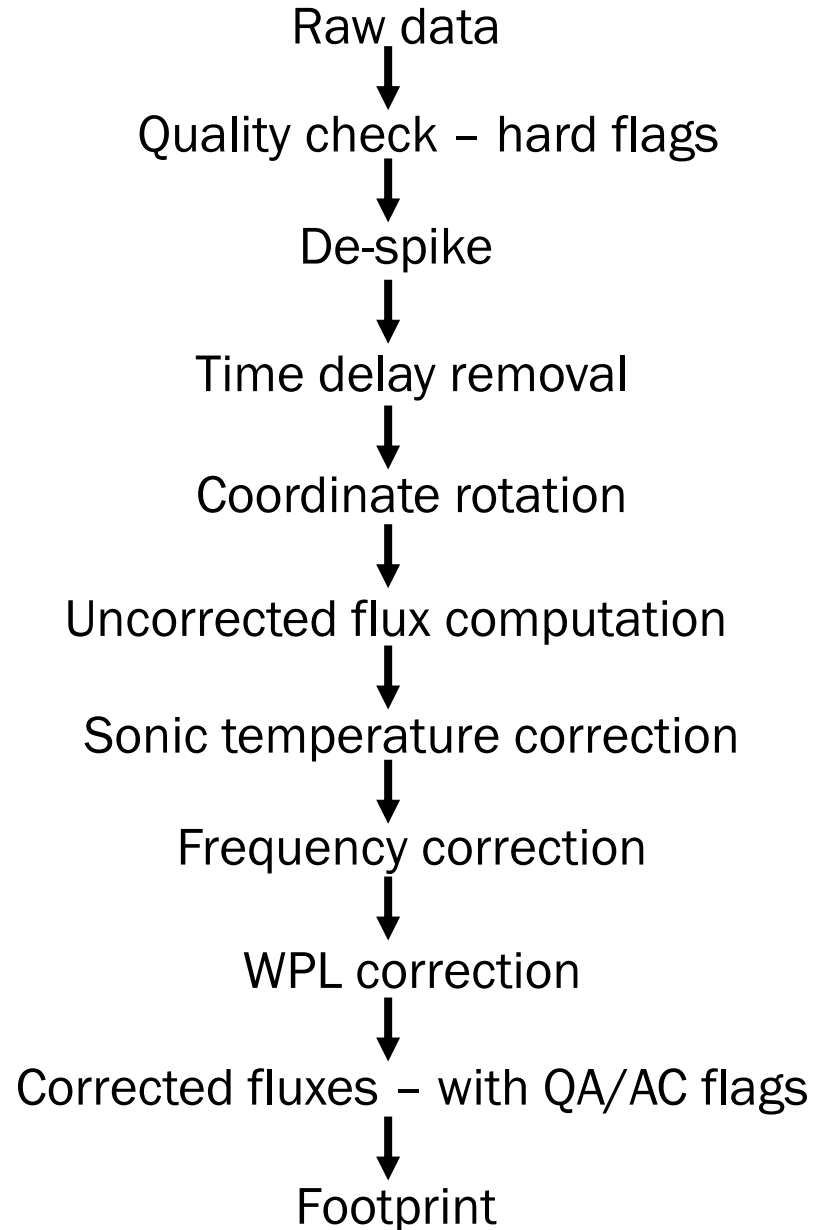 Raw data
Quality check – hard flags
De-spike
Time delay removal
Coordinate rotation
Uncorrected flux computation
Sonic temperature correction
Frequency correction
WPL correction
Corrected fluxes – with QA/AC flags
Footprint